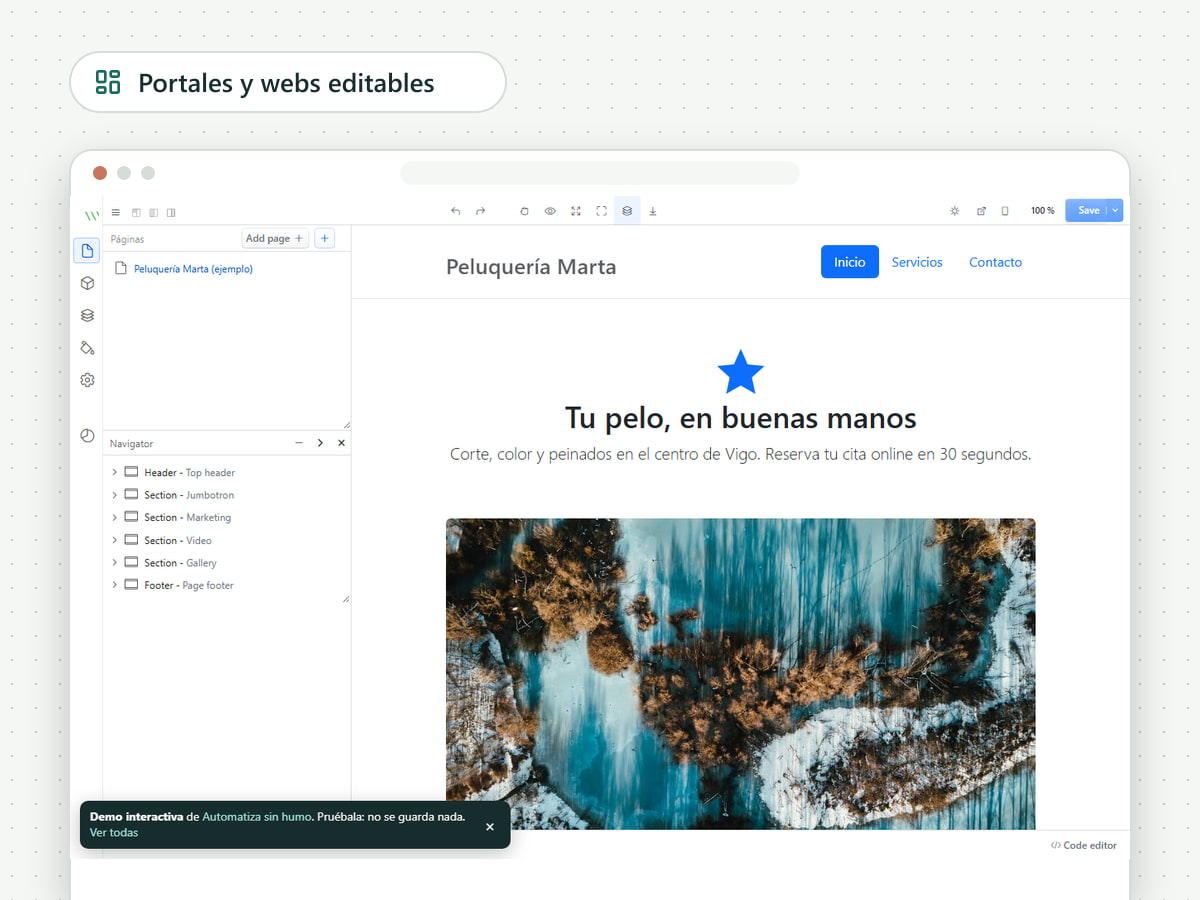 Portales y webs editables
100 %
Save
Páginas
Add page +
+
Peluquería Marta (ejemplo)
Navigator
Header - Top header
Section - Jumbotron
Section - Marketing
Section - Video
Section - Gallery
Footer - Page footer
Peluquería Marta
Inicio
Servicios
Contacto
Tu pelo, en buenas manos
Corte, color y peinados en el centro de Vigo. Reserva tu cita online en 30 segundos.
Demo interactiva de Automatiza sin humo. Pruébala: no se guarda nada.
Ver todas
</> Code editor